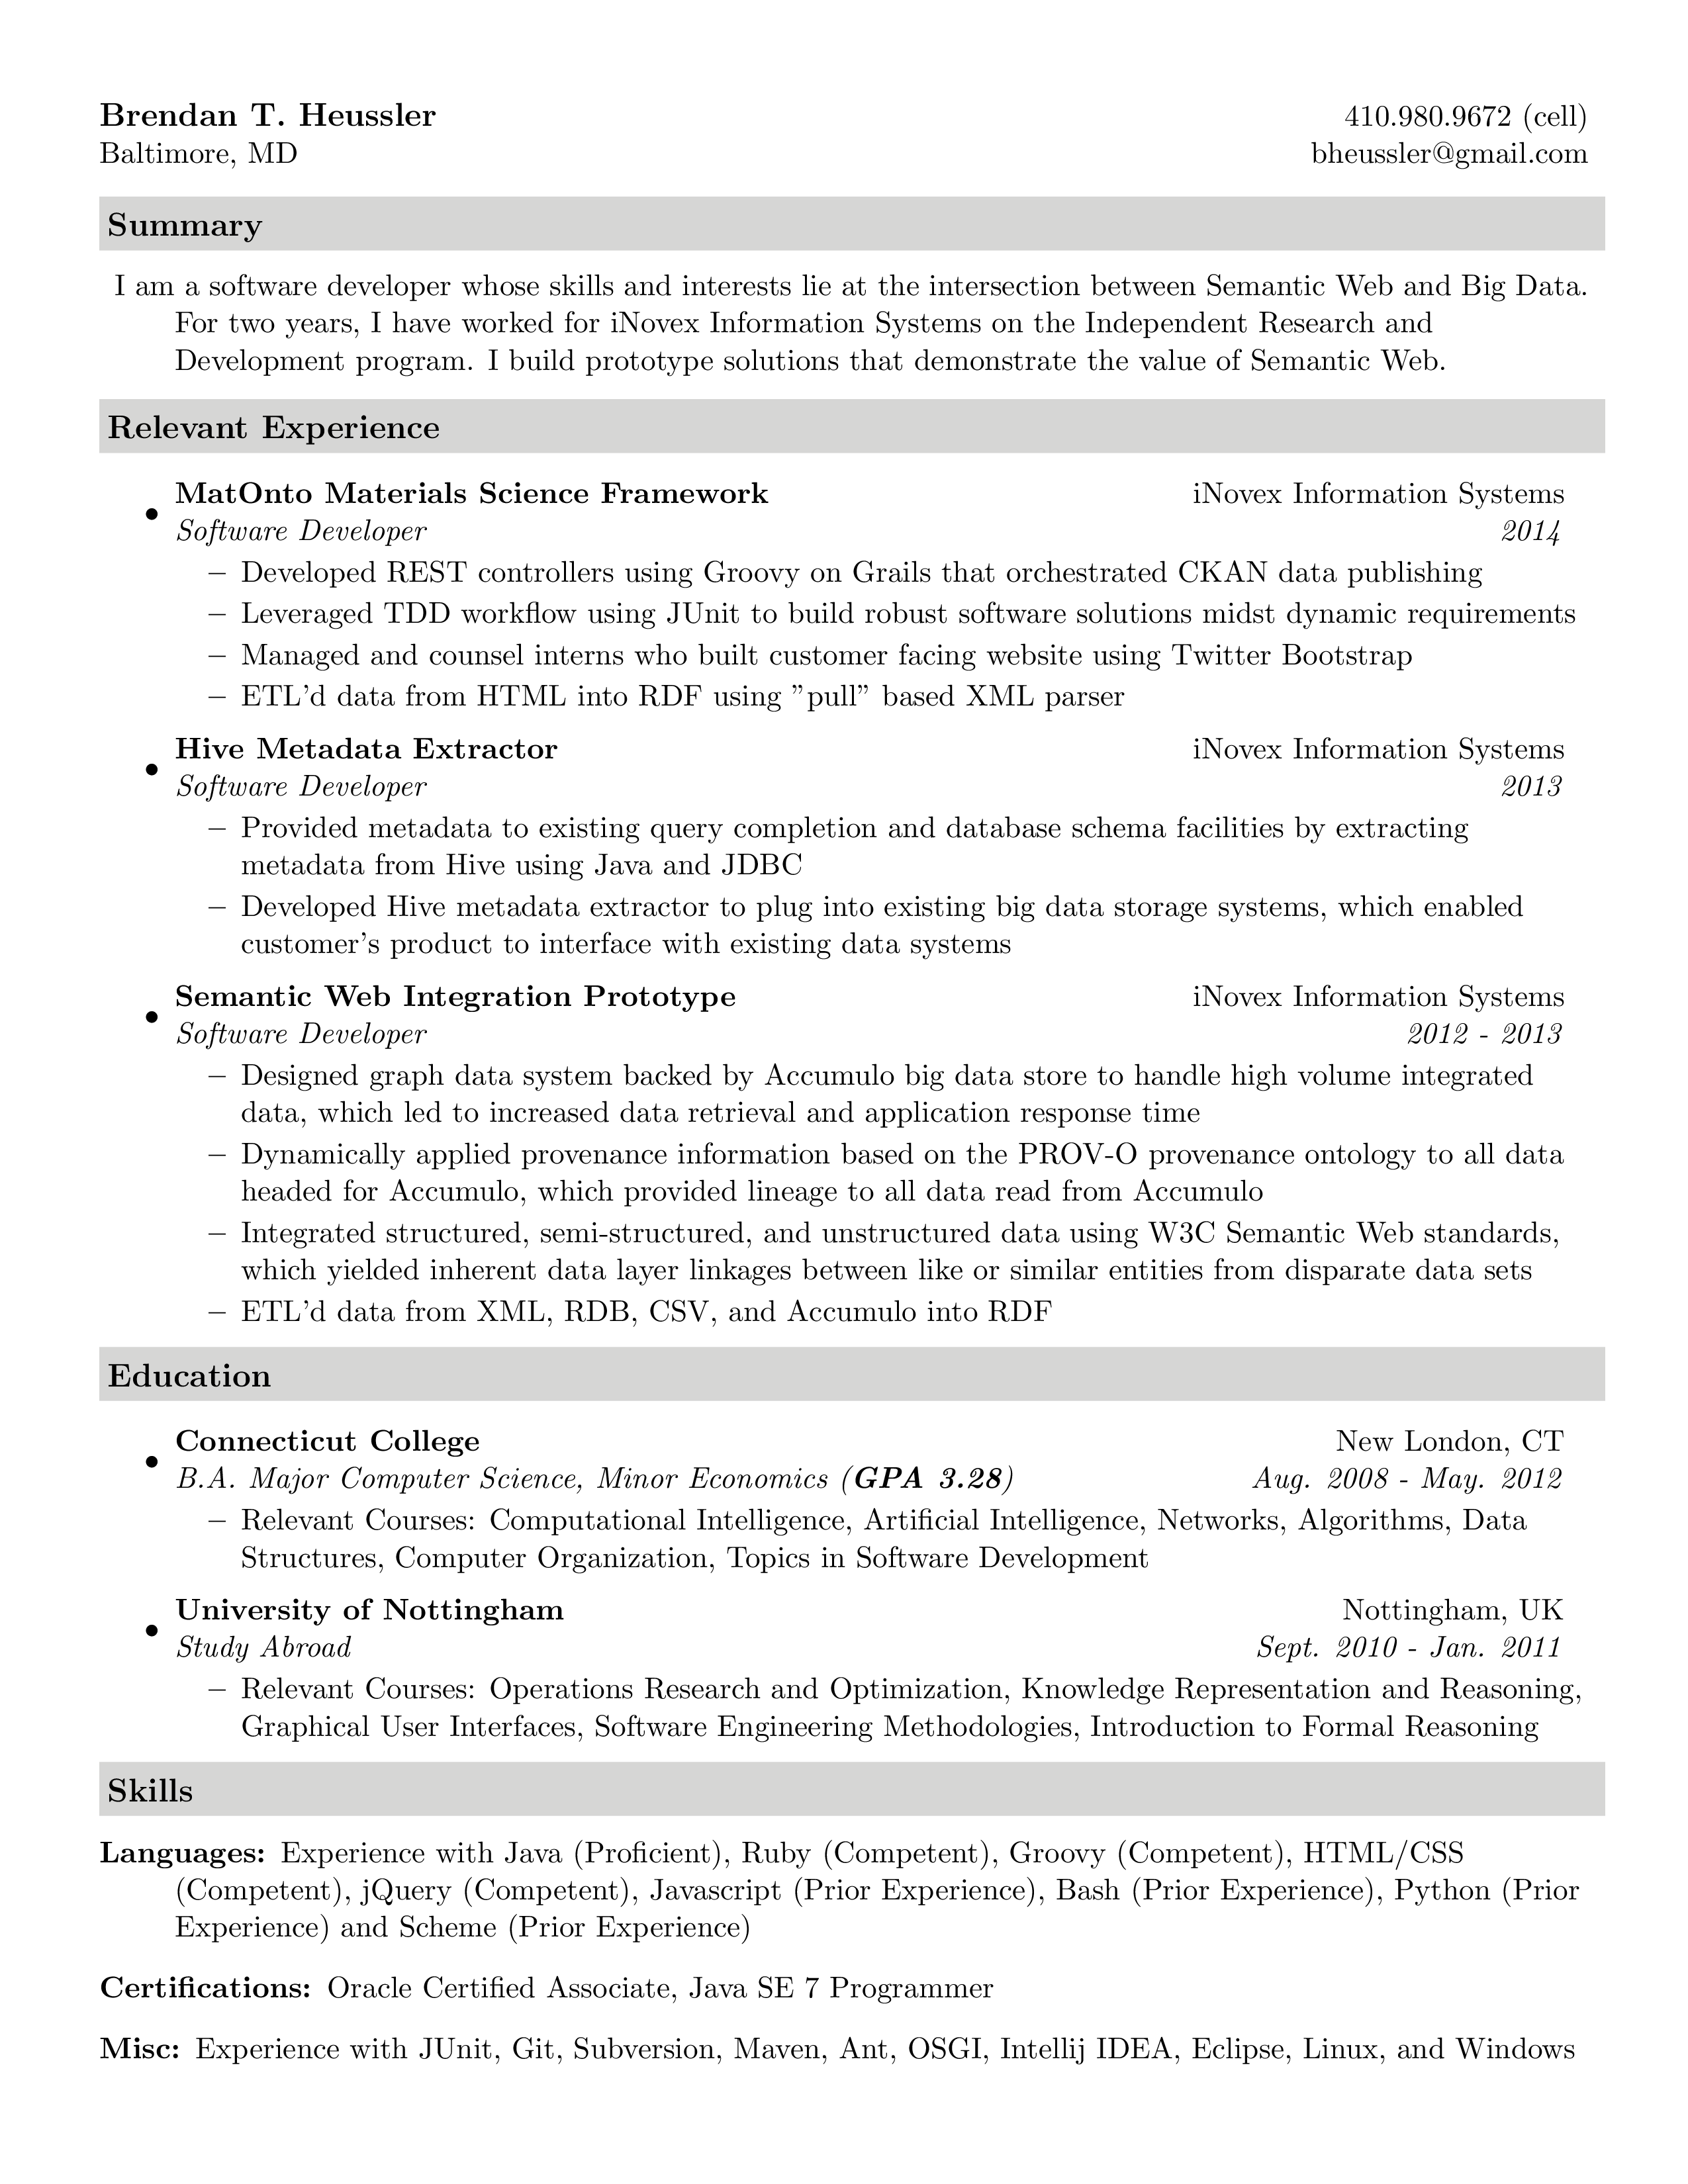 Brendan T. Heussler 410.980.9672 (cell)
Baltimore, MD bheussler@gmail.com
Summary
I am a software developer whose skills and interests lie at the intersection between Semantic Web and Big Data.
For two years, I have worked for iNovex Information Systems on the Independent Research and
Development program. I build prototype solutions that demonstrate the value of Semantic Web.
Relevant Experience
• MatOnto Materials Science Framework iNovex Information Systems
Software Developer 2014
– Developed REST controllers using Groovy on Grails that orchestrated CKAN data publishing
– Leveraged TDD workflow using JUnit to build robust software solutions midst dynamic requirements
– Managed and counsel interns who built customer facing website using Twitter Bootstrap
– ETL'd data from HTML into RDF using ”pull” based XML parser
• Hive Metadata Extractor iNovex Information Systems
Software Developer 2013
– Provided metadata to existing query completion and database schema facilities by extracting
metadata from Hive using Java and JDBC
– Developed Hive metadata extractor to plug into existing big data storage systems, which enabled
customer's product to interface with existing data systems
• Semantic Web Integration Prototype iNovex Information Systems
Software Developer 2012 - 2013
– Designed graph data system backed by Accumulo big data store to handle high volume integrated
data, which led to increased data retrieval and application response time
– Dynamically applied provenance information based on the PROV-O provenance ontology to all data
headed for Accumulo, which provided lineage to all data read from Accumulo
– Integrated structured, semi-structured, and unstructured data using W3C Semantic Web standards,
which yielded inherent data layer linkages between like or similar entities from disparate data sets
– ETL'd data from XML, RDB, CSV, and Accumulo into RDF
Education
• Connecticut College New London, CT
B.A. Major Computer Science, Minor Economics (GPA 3.28) Aug. 2008 - May. 2012
– Relevant Courses: Computational Intelligence, Artificial Intelligence, Networks, Algorithms, Data
Structures, Computer Organization, Topics in Software Development
• University of Nottingham Nottingham, UK
Study Abroad Sept. 2010 - Jan. 2011
– Relevant Courses: Operations Research and Optimization, Knowledge Representation and Reasoning,
Graphical User Interfaces, Software Engineering Methodologies, Introduction to Formal Reasoning
Skills
Languages: Experience with Java (Proficient), Ruby (Competent), Groovy (Competent), HTML/CSS
(Competent), jQuery (Competent), Javascript (Prior Experience), Bash (Prior Experience), Python (Prior
Experience) and Scheme (Prior Experience)
Certifications: Oracle Certified Associate, Java SE 7 Programmer
Misc: Experience with JUnit, Git, Subversion, Maven, Ant, OSGI, Intellij IDEA, Eclipse, Linux, and Windows